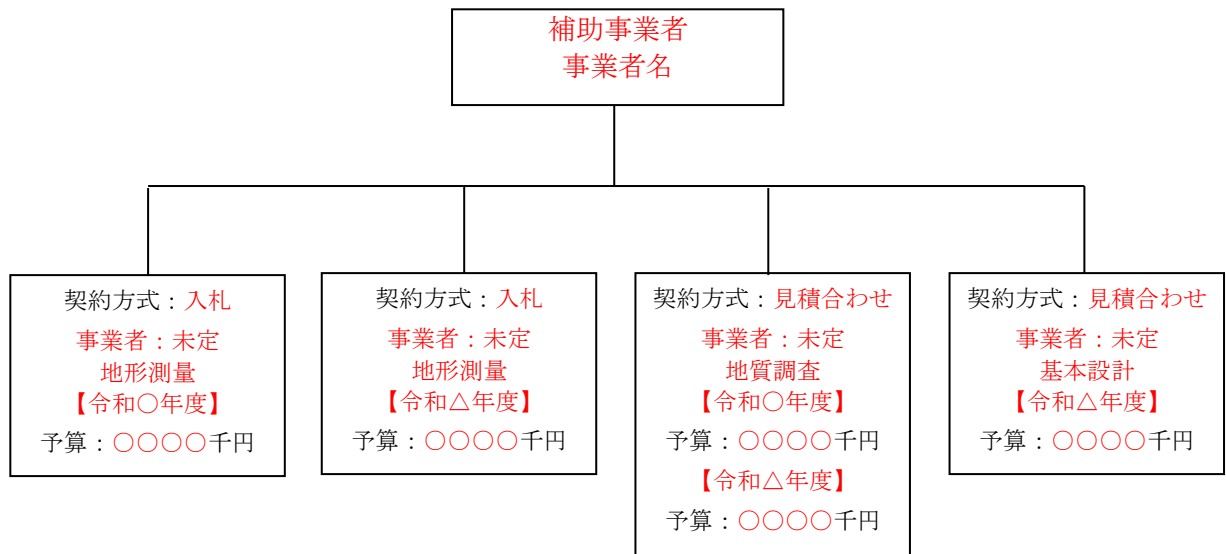 補助事業者
事業者名
契約方式：入札
事業者：未定
地形測量
【令和〇年度】
予算：〇〇〇〇千円
契約方式：入札
事業者：未定
地形測量
【令和△年度】
予算：〇〇〇〇千円
契約方式：見積合わせ
事業者：未定
地質調査
【令和〇年度】
予算：〇〇〇〇千円
【令和△年度】
予算：〇〇〇〇千円
契約方式：見積合わせ
事業者：未定
基本設計
【令和△年度】
予算：〇〇〇〇千円